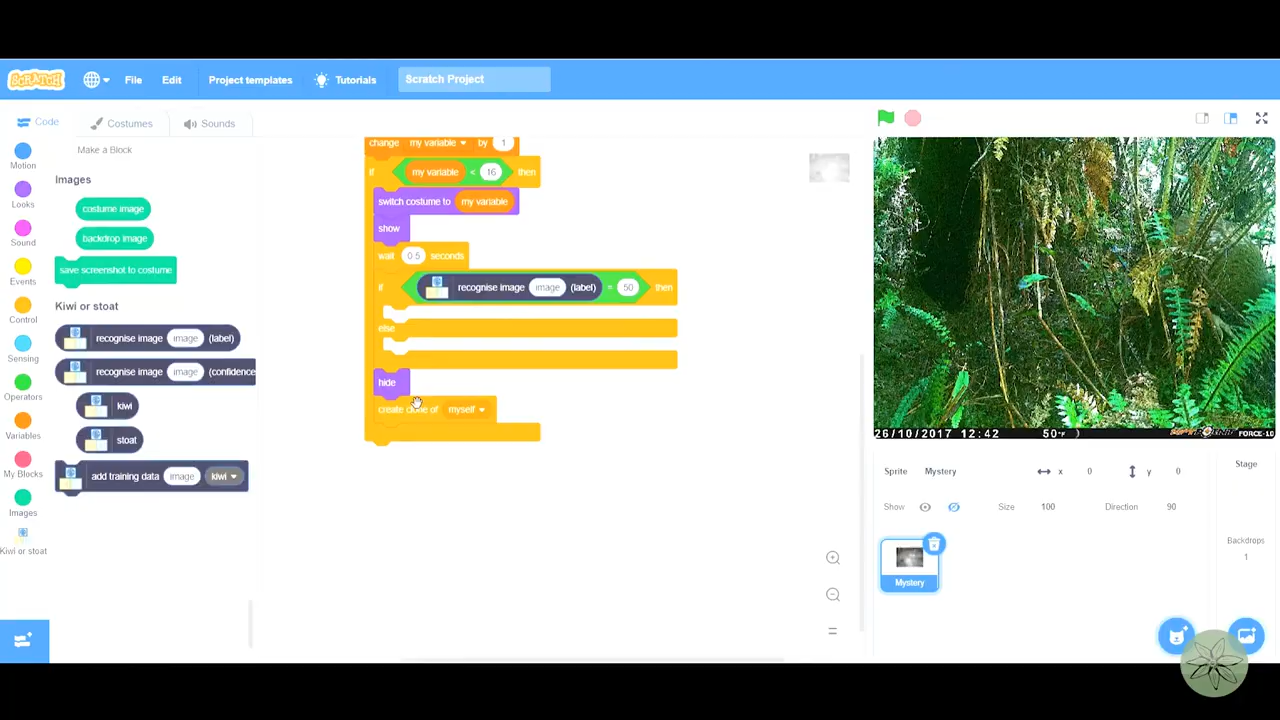 SCRATCH File Edit Project templates Tutorials Scratch Project
Code Costumes Sounds
Motion
Looks
Sound
Events
Control
Sensing
Operators
Variables
My Blocks
Images
Kiwi or stoat
Make a Block
Images
costume image
backdrop image
save screenshot to costume
Kiwi or stoat
recognise image image (label)
recognise image image (confidence
kiwi
stoat
add training data image kiwi
change my variable by 1
if my variable < 16 then
switch costume to my variable
show
wait 0.5 seconds
if recognise image image (label) = 50 then
else
hide
create clone of myself
26/10/2017 12:42 50°F FORCE-10
Sprite Mystery x 0 y 0
Show Size 100 Direction 90
Mystery
Stage
Backdrops
1